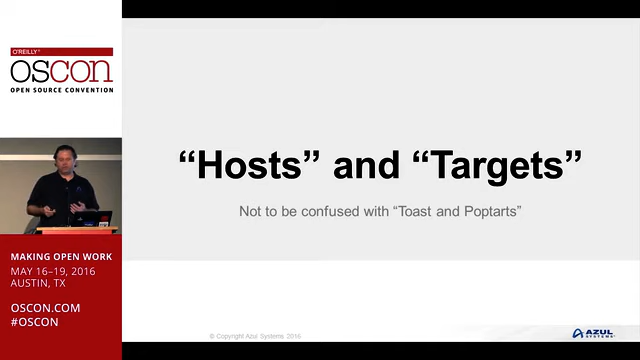 O'REILLY®
OSCON
OPEN SOURCE CONVENTION
MAKING OPEN WORK
MAY 16–19, 2016
AUSTIN, TX
OSCON.COM
#OSCON
“Hosts” and “Targets”
Not to be confused with “Toast and Poptarts”
© Copyright Azul Systems 2016
AZUL
SYSTEMS